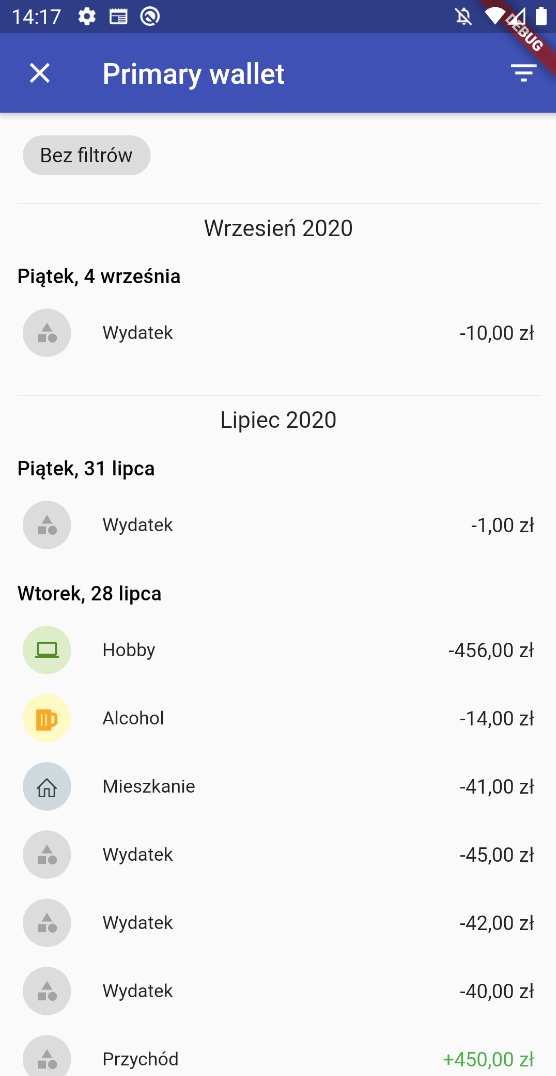 14:17
DEBUG
Primary wallet
Bez filtrów
Wrzesień 2020
Piątek, 4 września
Wydatek -10,00 zł
Lipiec 2020
Piątek, 31 lipca
Wydatek -1,00 zł
Wtorek, 28 lipca
Hobby -456,00 zł
Alcohol -14,00 zł
Mieszkanie -41,00 zł
Wydatek -45,00 zł
Wydatek -42,00 zł
Wydatek -40,00 zł
Przychód +450,00 zł